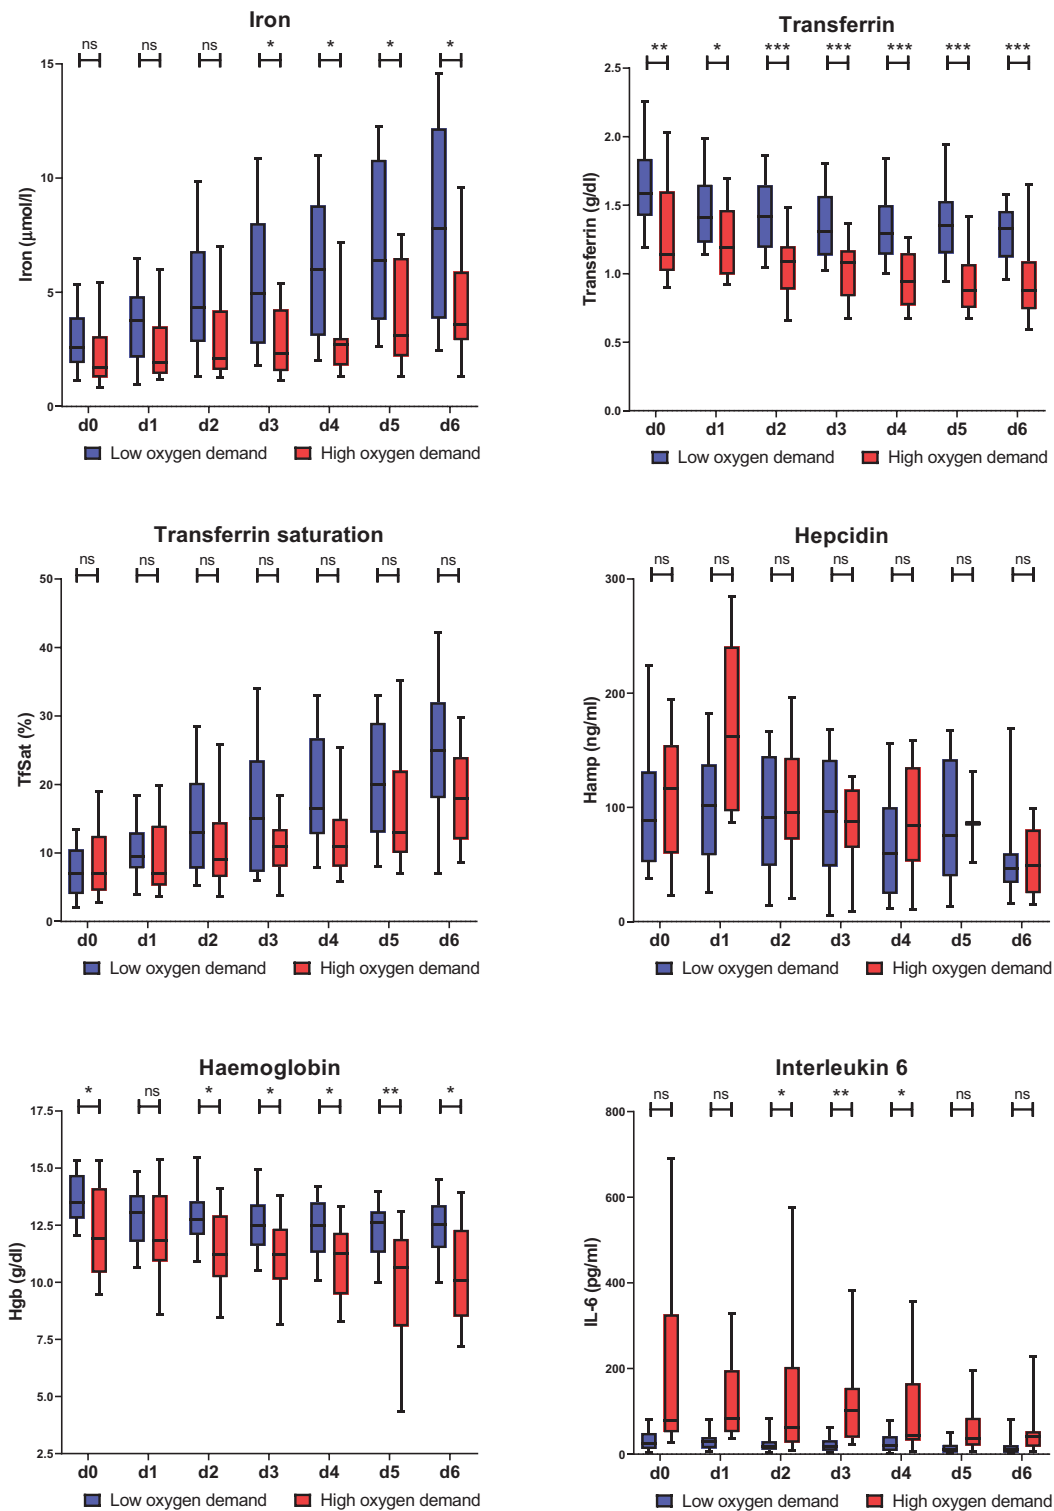 Iron
ns ns ns * * * *
15
10
5
0
Iron (µmol/l)
d0 d1 d2 d3 d4 d5 d6
Low oxygen demand High oxygen demand
Transferrin
** * *** *** *** *** ***
2.5
2.0
1.5
1.0
0.5
0.0
Transferrin (g/dl)
d0 d1 d2 d3 d4 d5 d6
Low oxygen demand High oxygen demand
Transferrin saturation
ns ns ns ns ns ns ns
50
40
30
20
10
0
TfSat (%)
d0 d1 d2 d3 d4 d5 d6
Low oxygen demand High oxygen demand
Hepcidin
ns ns ns ns ns ns ns
300
200
100
0
Hamp (ng/ml)
d0 d1 d2 d3 d4 d5 d6
Low oxygen demand High oxygen demand
Haemoglobin
* ns * * * ** *
17.5
15.0
12.5
10.0
7.5
5.0
2.5
Hgb (g/dl)
d0 d1 d2 d3 d4 d5 d6
Low oxygen demand High oxygen demand
Interleukin 6
ns ns * ** * ns ns
800
600
400
200
0
IL-6 (pg/ml)
d0 d1 d2 d3 d4 d5 d6
Low oxygen demand High oxygen demand